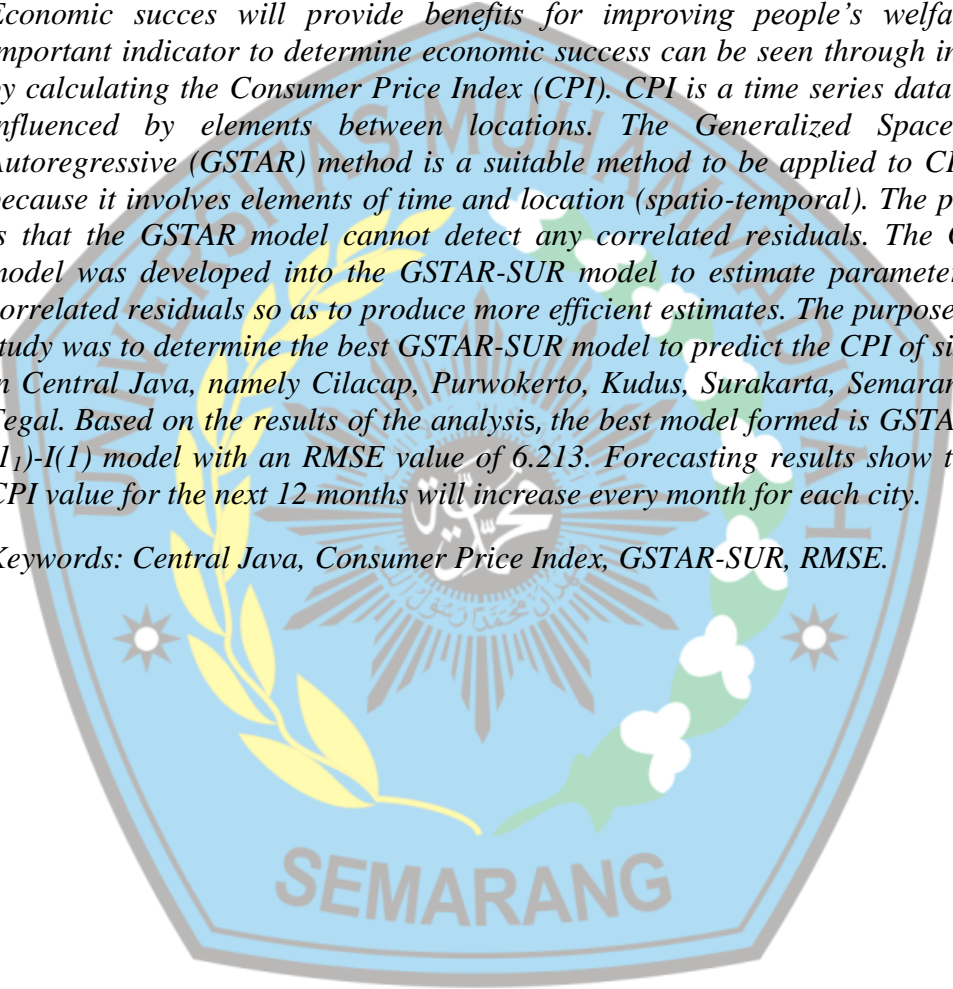 Economic succes will provide benefits for improving people's welfa
important indicator to determine economic success can be seen through in
by calculating the Consumer Price Index (CPI). CPI is a time series data
influenced by elements between locations. The Generalized Space
Autoregressive (GSTAR) method is a suitable method to be applied to CP
because it involves elements of time and location (spatio-temporal). The p
is that the GSTAR model cannot detect any correlated residuals. The G
model was developed into the GSTAR-SUR model to estimate parameter
correlated residuals so as to produce more efficient estimates. The purpose
study was to determine the best GSTAR-SUR model to predict the CPI of si
in Central Java, namely Cilacap, Purwokerto, Kudus, Surakarta, Semaran
Tegal. Based on the results of the analysis, the best model formed is GSTA
(1₁)-I(1) model with an RMSE value of 6.213. Forecasting results show t
CPI value for the next 12 months will increase every month for each city.
Keywords: Central Java, Consumer Price Index, GSTAR-SUR, RMSE.
UNIVERSITAS MUHAMMADIYAH
محمد
SEMARANG